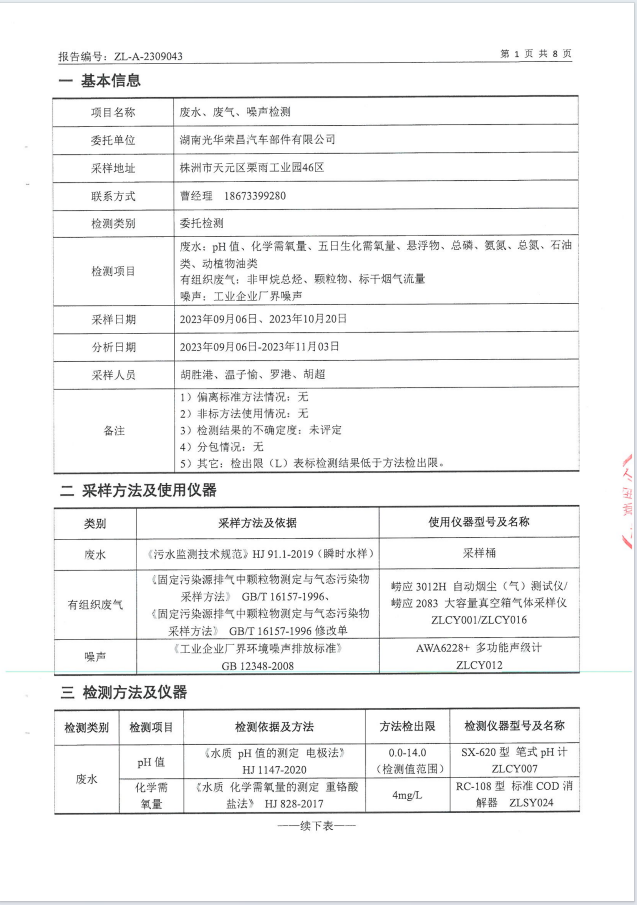 报告编号：ZL-A-2309043
第 1 页 共 8 页
一 基本信息
项目名称 废水、废气、噪声检测
委托单位 湖南光华荣昌汽车部件有限公司
采样地址 株洲市天元区栗雨工业园46区
联系方式 曹经理 18673399280
检测类别 委托检测
检测项目
废水：pH 值、化学需氧量、五日生化需氧量、悬浮物、总磷、氨氮、总氮、石油
类、动植物油类
有组织废气：非甲烷总烃、颗粒物、标干烟气流量
噪声：工业企业厂界噪声
采样日期 2023年09月06日、2023年10月20日
分析日期 2023年09月06日-2023年11月03日
采样人员 胡胜港、温子愉、罗港、胡超
备注
1）偏离标准方法情况：无
2）非标方法使用情况：无
3）检测结果的不确定度：未评定
4）分包情况：无
5）其它：检出限（L）表标检测结果低于方法检出限。
二 采样方法及使用仪器
类别 采样方法及依据 使用仪器型号及名称
废水 《污水监测技术规范》HJ 91.1-2019（瞬时水样） 采样桶
有组织废气
《固定污染源排气中颗粒物测定与气态污染物
采样方法》 GB/T 16157-1996、
《固定污染源排气中颗粒物测定与气态污染物
采样方法》 GB/T 16157-1996 修改单
崂应3012H 自动烟尘（气）测试仪/
崂应2083 大容量真空箱气体采样仪
ZLCY001/ZLCY016
噪声
《工业企业厂界环境噪声排放标准》
GB 12348-2008
AWA6228+ 多功能声级计
ZLCY012
三 检测方法及仪器
检测类别 检测项目 检测依据及方法 方法检出限 检测仪器型号及名称
废水
pH 值
《水质 pH 值的测定 电极法》
HJ 1147-2020
0.0-14.0
（检测值范围）
SX-620 型 笔式 pH 计
ZLCY007
化学需
氧量
《水质 化学需氧量的测定 重铬酸
盐法》 HJ 828-2017
4mg/L
RC-108 型 标准 COD 消
解器 ZLSY024
——续下表——